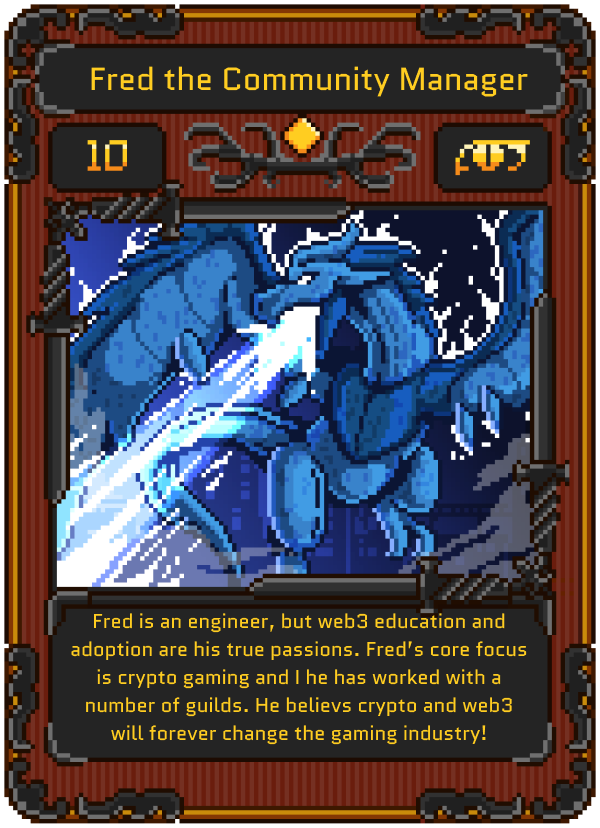 Fred the Community Manager
10
Fred is an engineer, but web3 education and
adoption are his true passions. Fred's core focus
is crypto gaming and I he has worked with a
number of guilds. He believs crypto and web3
will forever change the gaming industry!